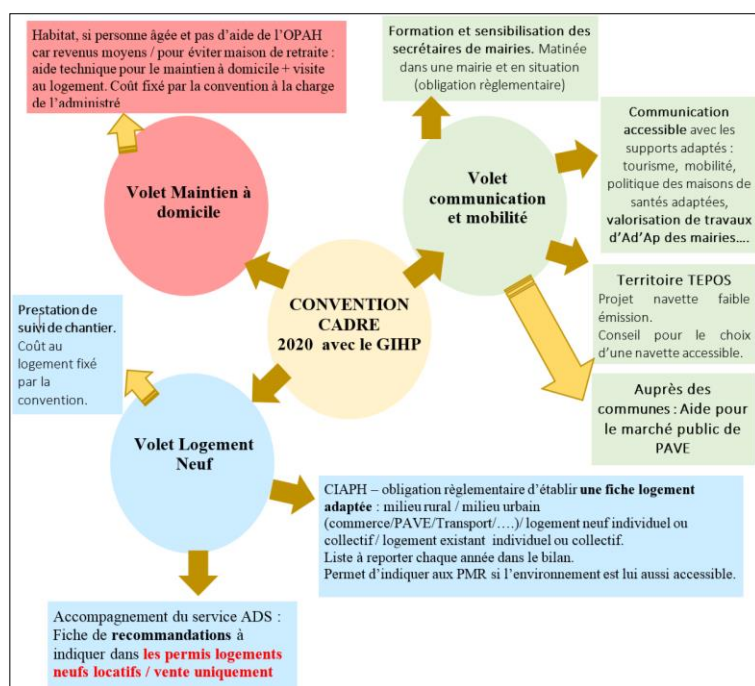 Habitat, si personne âgée et pas d'aide de l'OPAH
car revenus moyens / pour éviter maison de retraite :
aide technique pour le maintien à domicile + visite
au logement. Coût fixé par la convention à la charge
de l'administré
Formation et sensibilisation des
secrétaires de mairies. Matinée
dans une mairie et en situation
(obligation règlementaire)
Volet Maintien à
domicile
Volet
communication
et mobilité
Communication
accessible avec les
supports adaptés :
tourisme, mobilité,
politique des maisons de
santés adaptées,
valorisation de travaux
d'Ad'Ap des mairies....
CONVENTION
CADRE
2020 avec le GIHP
Territoire TEPOS
Projet navette faible
émission.
Conseil pour le choix
d'une navette accessible.
Auprès des
communes : Aide pour
le marché public de
PAVE
Prestation de
suivi de chantier.
Coût au
logement fixé
par la
convention.
Volet Logement
Neuf
CIAPH – obligation règlementaire d'établir une fiche logement
adaptée : milieu rural / milieu urbain
(commerce/PAVE/Transport/….)/ logement neuf individuel ou
collectif / logement existant individuel ou collectif.
Liste à reporter chaque année dans le bilan.
Permet d'indiquer aux PMR si l'environnement est lui aussi accessible.
Accompagnement du service ADS :
Fiche de recommandations à
indiquer dans les permis logements
neufs locatifs / vente uniquement